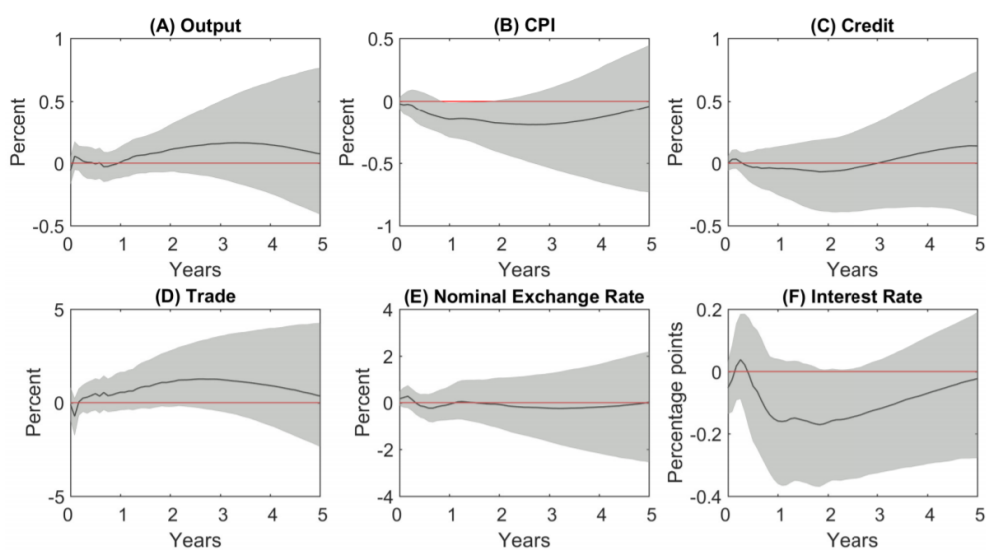 (A) Output
1
0.5
0
-0.5
Percent
0 1 2 3 4 5
Years
(B) CPI
0.5
0
-0.5
-1
Percent
0 1 2 3 4 5
Years
(C) Credit
1
0.5
0
-0.5
Percent
0 1 2 3 4 5
Years
(D) Trade
5
0
-5
Percent
0 1 2 3 4 5
Years
(E) Nominal Exchange Rate
4
2
0
-2
-4
Percent
0 1 2 3 4 5
Years
(F) Interest Rate
0.2
0
-0.2
-0.4
Percentage points
0 1 2 3 4 5
Years